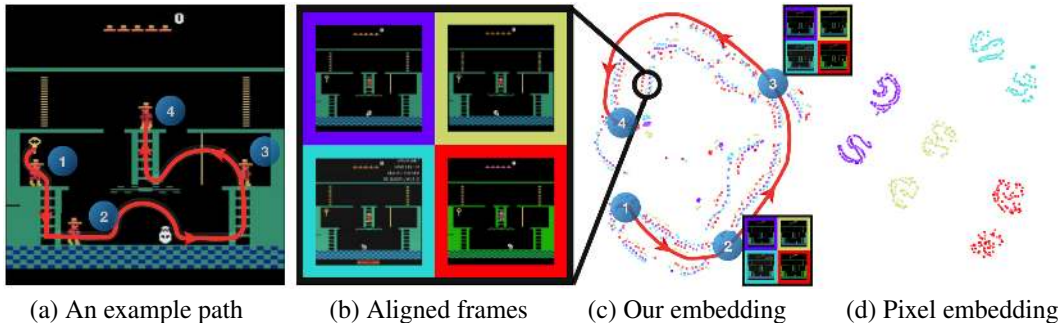 0
1
2
3
4
1
2
3
4
(a) An example path
(b) Aligned frames
(c) Our embedding
(d) Pixel embedding